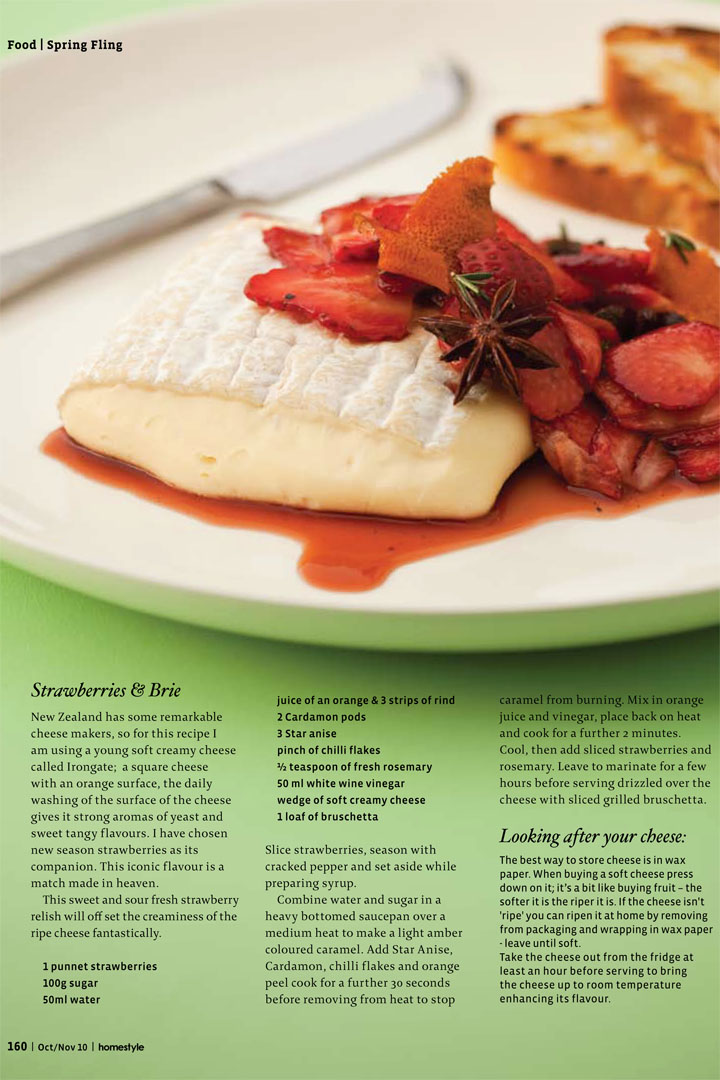 Food | Spring Fling
Strawberries & Brie
New Zealand has some remarkable
cheese makers, so for this recipe I
am using a young soft creamy cheese
called Irongate; a square cheese
with an orange surface, the daily
washing of the surface of the cheese
gives it strong aromas of yeast and
sweet tangy flavours. I have chosen
new season strawberries as its
companion. This iconic flavour is a
match made in heaven.
This sweet and sour fresh strawberry
relish will off set the creaminess of the
ripe cheese fantastically.
1 punnet strawberries
100g sugar
50ml water
juice of an orange & 3 strips of rind
2 Cardamon pods
3 Star anise
pinch of chilli flakes
½ teaspoon of fresh rosemary
50 ml white wine vinegar
wedge of soft creamy cheese
1 loaf of bruschetta
Slice strawberries, season with
cracked pepper and set aside while
preparing syrup.
Combine water and sugar in a
heavy bottomed saucepan over a
medium heat to make a light amber
coloured caramel. Add Star Anise,
Cardamon, chilli flakes and orange
peel cook for a further 30 seconds
before removing from heat to stop
caramel from burning. Mix in orange
juice and vinegar, place back on heat
and cook for a further 2 minutes.
Cool, then add sliced strawberries and
rosemary. Leave to marinate for a few
hours before serving drizzled over the
cheese with sliced grilled bruschetta.
Looking after your cheese:
The best way to store cheese is in wax
paper. When buying a soft cheese press
down on it; it's a bit like buying fruit – the
softer it is the riper it is. If the cheese isn't
'ripe' you can ripen it at home by removing
from packaging and wrapping in wax paper
- leave until soft.
Take the cheese out from the fridge at
least an hour before serving to bring
the cheese up to room temperature
enhancing its flavour.
160 | Oct/Nov 10 | homestyle